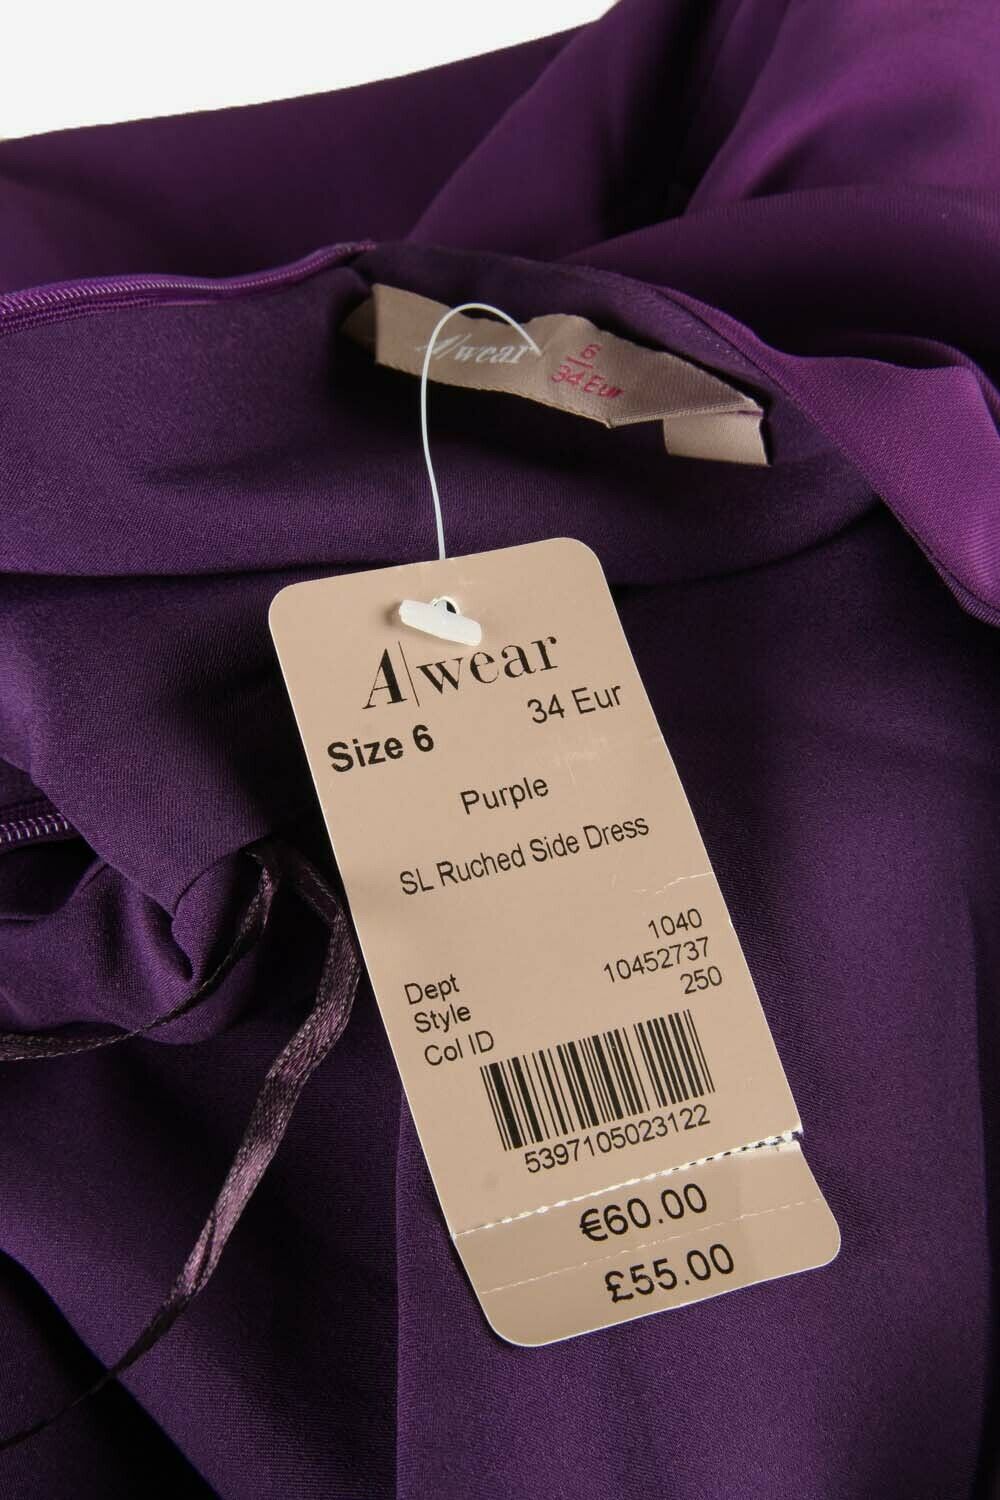 A|wear
6
34 Eur
A|wear
Size 6 34 Eur
Purple
SL Ruched Side Dress
Dept 1040
Style 10452737
Col ID 250
5397105023122
€60.00
£55.00